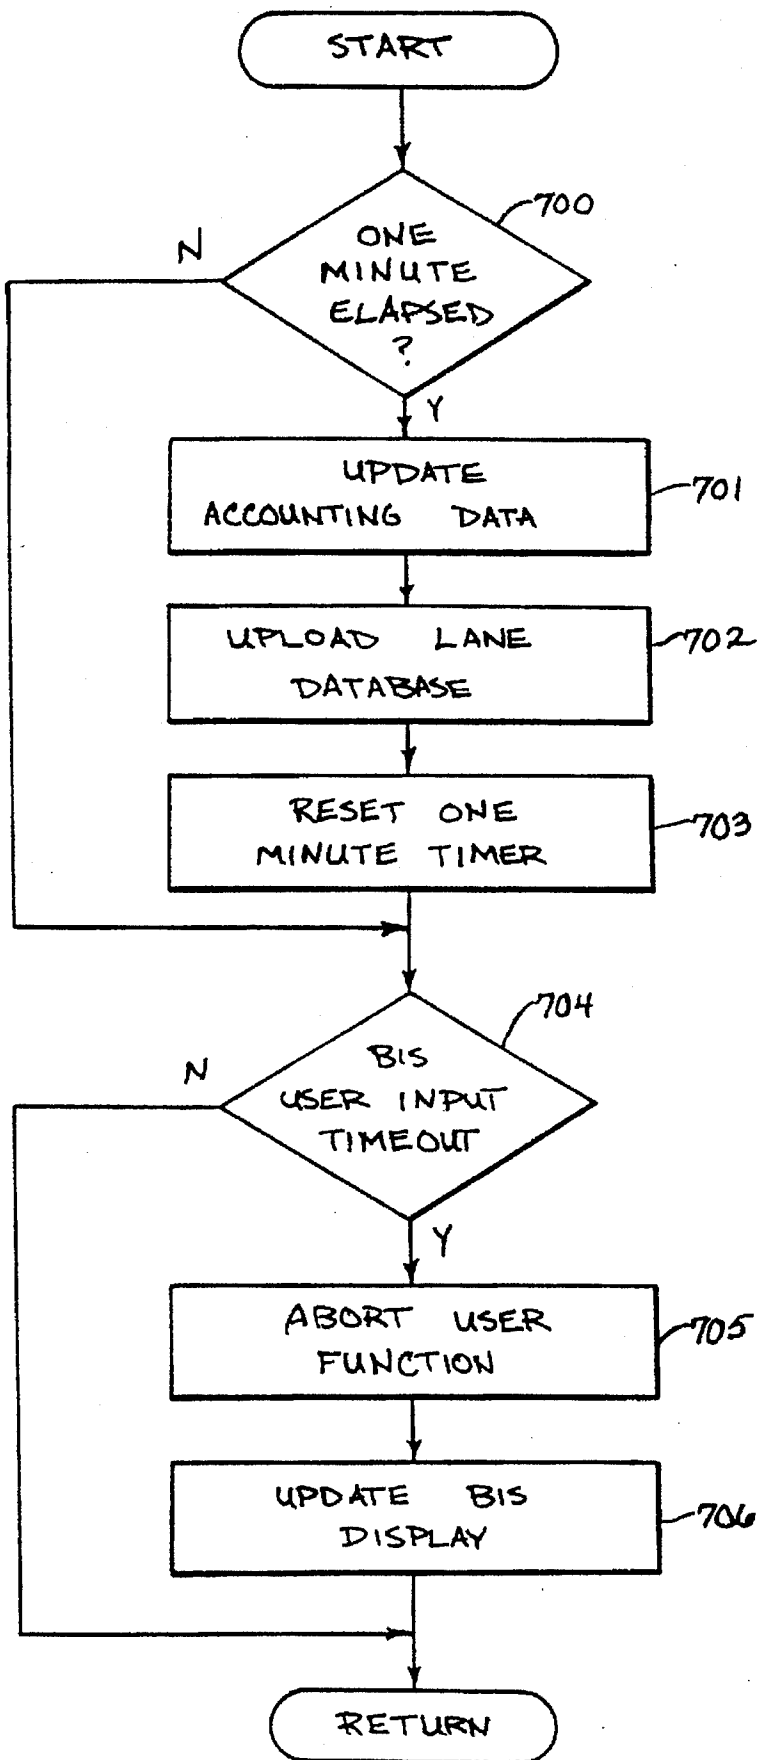 START
700
N
ONE
MINUTE
ELAPSED
?
Y
UPDATE
ACCOUNTING DATA
701
UPLOAD LANE
DATABASE
702
RESET ONE
MINUTE TIMER
703
704
N
BIS
USER INPUT
TIMEOUT
Y
ABORT USER
FUNCTION
705
UPDATE BIS
DISPLAY
706
RETURN